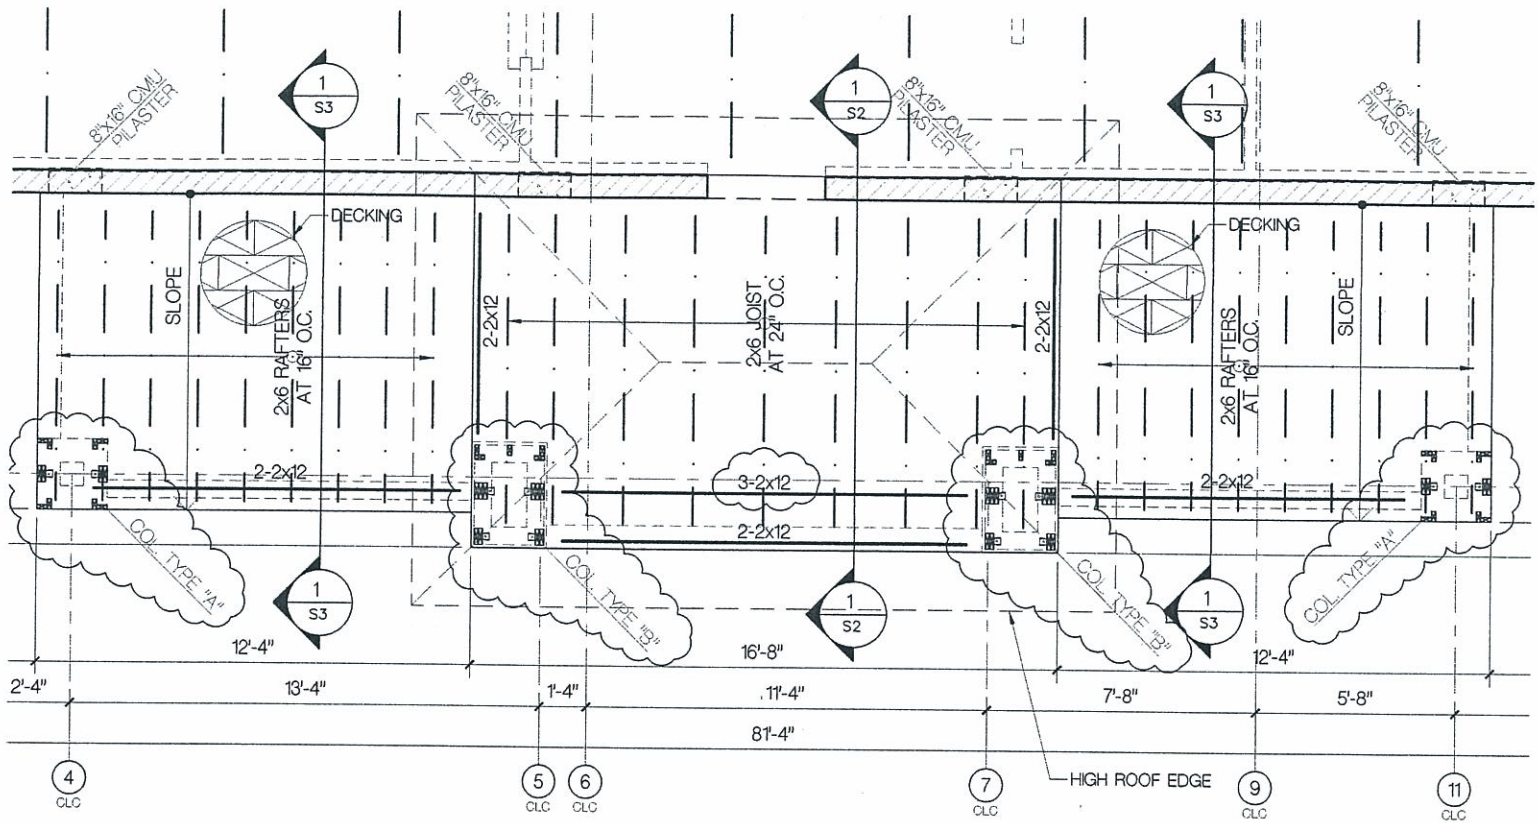 8"x16" CMU
PILASTER
1
S3
8"x16" CMU
PILASTER
1
S2
8"x16" CMU
PILASTER
1
S3
8"x16" CMU
PILASTER
DECKING
DECKING
SLOPE
2x6 RAFTERS
AT 16" O.C.
2-2x12
2x6 JOIST
AT 24" O.C.
2-2x12
2x6 RAFTERS
AT 16" O.C.
SLOPE
2-2x12
3-2x12
2-2x12
2-2x12
COL. TYPE "A"
1
S3
COL. TYPE "B"
1
S2
COL. TYPE "B"
1
S3
COL. TYPE "A"
12'-4"
16'-8"
12'-4"
2'-4"
13'-4"
1'-4"
11'-4"
7'-8"
5'-8"
81'-4"
HIGH ROOF EDGE
4
CLC
5
CLC
6
CLC
7
CLC
9
CLC
11
CLC